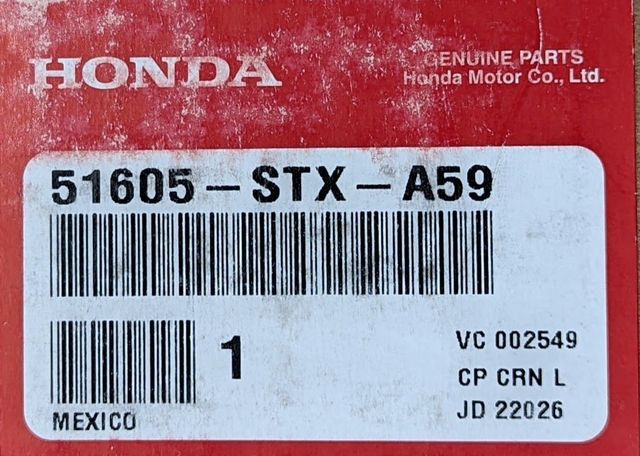 HONDA
GENUINE PARTS
Honda Motor Co., Ltd.
51605-STX-A59
1
VC 002549
CP CRN L
JD 22026
MEXICO